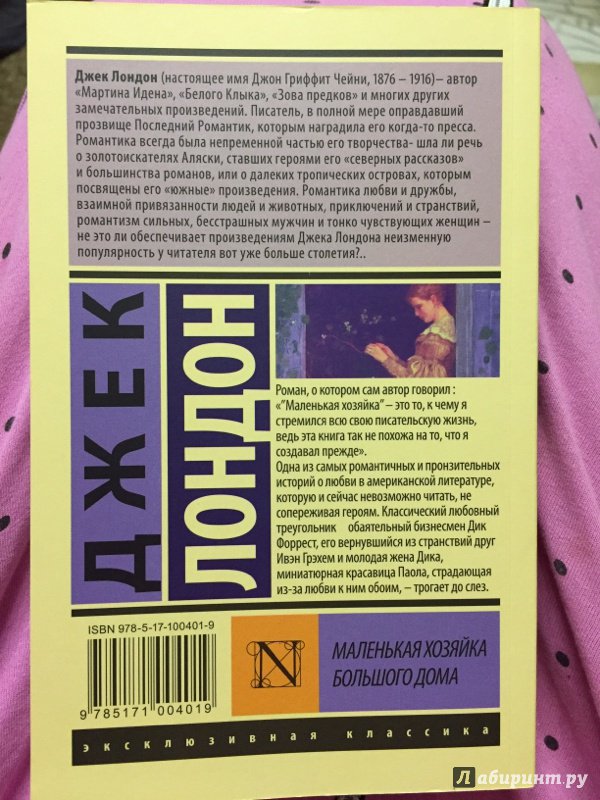 Джек Лондон (настоящее имя Джон Гриффит Чейни, 1876 – 1916)– автор
«Мартина Идена», «Белого Клыка», «Зова предков» и многих других
замечательных произведений. Писатель, в полной мере оправдавший
прозвище Последний Романтик, которым наградила его когда-то пресса.
Романтика всегда была непременной частью его творчества- шла ли речь
о золотоискателях Аляски, ставших героями его «северных рассказов»
и большинства романов, или о далеких тропических островах, которым
посвящены его «южные» произведения. Романтика любви и дружбы,
взаимной привязанности людей и животных, приключений и странствий,
романтизм сильных, бесстрашных мужчин и тонко чувствующих женщин –
не это ли обеспечивает произведениям Джека Лондона неизменную
популярность у читателя вот уже больше столетия?..
ДЖЕК
ЛОНДОН
Роман, о котором сам автор говорил :
«"Маленькая хозяйка" – это то, к чему я
стремился всю свою писательскую жизнь,
ведь эта книга так не похожа на то, что я
создавал прежде».
Одна из самых романтичных и пронзительных
историй о любви в американской литературе,
которую и сейчас невозможно читать, не
сопереживая героям. Классический любовный
треугольник обаятельный бизнесмен Дик
Форрест, его вернувшийся из странствий друг
Ивэн Грэхем и молодая жена Дика,
миниатюрная красавица Паола, страдающая
из-за любви к ним обоим, – трогает до слез.
ISBN 978-5-17-100401-9
9 785171 004019
N
МАЛЕНЬКАЯ ХОЗЯЙКА
БОЛЬШОГО ДОМА
эксклюзивная классика
Лабиринт.ру